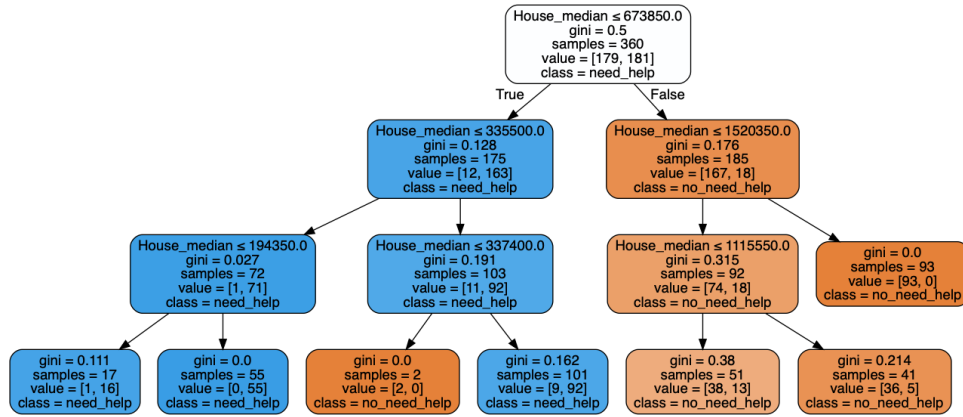 House_median ≤ 673850.0
gini = 0.5
samples = 360
value = [179, 181]
class = need_help
True
False
House_median ≤ 335500.0
gini = 0.128
samples = 175
value = [12, 163]
class = need_help
House_median ≤ 1520350.0
gini = 0.176
samples = 185
value = [167, 18]
class = no_need_help
House_median ≤ 194350.0
gini = 0.027
samples = 72
value = [1, 71]
class = need_help
House_median ≤ 337400.0
gini = 0.191
samples = 103
value = [11, 92]
class = need_help
House_median ≤ 1115550.0
gini = 0.315
samples = 92
value = [74, 18]
class = no_need_help
gini = 0.0
samples = 93
value = [93, 0]
class = no_need_help
gini = 0.111
samples = 17
value = [1, 16]
class = need_help
gini = 0.0
samples = 55
value = [0, 55]
class = need_help
gini = 0.0
samples = 2
value = [2, 0]
class = no_need_help
gini = 0.162
samples = 101
value = [9, 92]
class = need_help
gini = 0.38
samples = 51
value = [38, 13]
class = no_need_help
gini = 0.214
samples = 41
value = [36, 5]
class = no_need_help